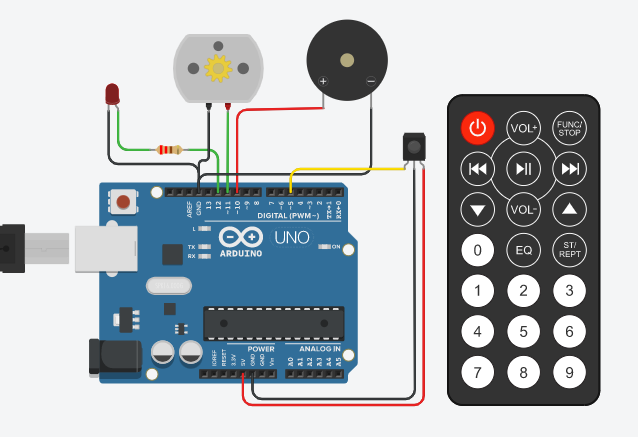 + −
VOL+
FUNC/
STOP
VOL-
0 EQ ST/
REPT
1 2 3
4 5 6
7 8 9
AREF
GND
13
12
~11
~10
~9
8
7
~6
~5
4
~3
2
TX→1
RX←0
DIGITAL (PWM~)
L
TX
RX
UNO
ARDUINO
ON
POWER
ANALOG IN
IOREF
RESET
3.3V
5V
GND
GND
Vin
A0
A1
A2
A3
A4
A5